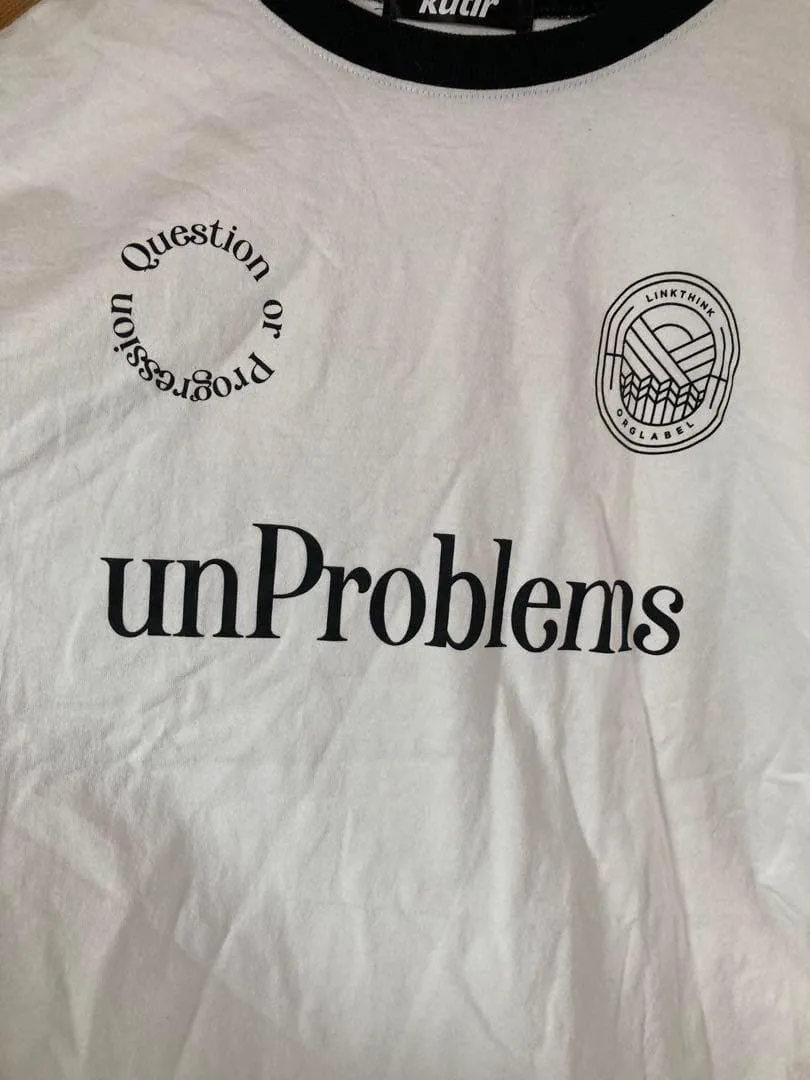 kutir
Question or Progression
LINKTHINK
ORGLABEL
unProblems